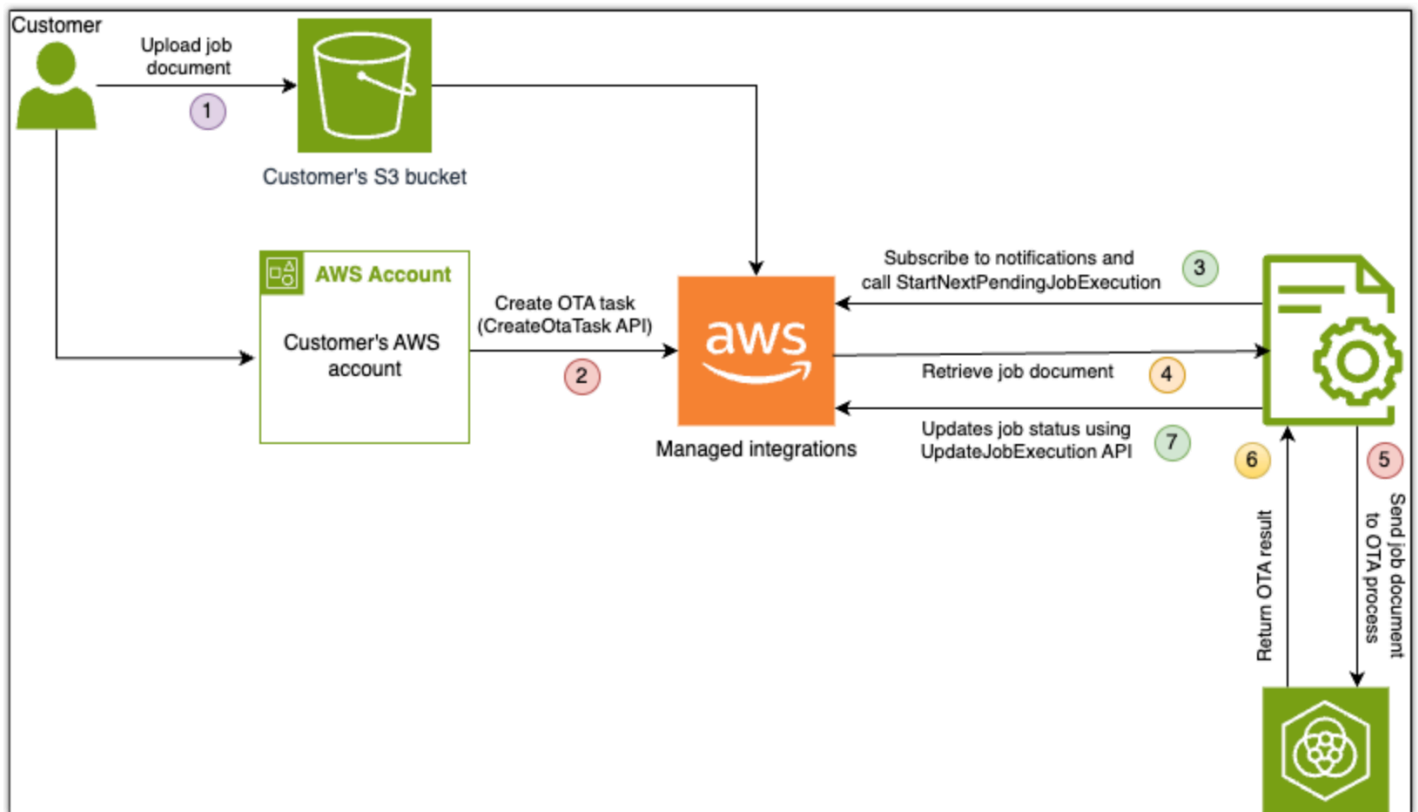 Customer
Upload job
document
1
Customer's S3 bucket
AWS Account
Customer's AWS
account
Create OTA task
(CreateOtaTask API)
2
aws
Managed integrations
Subscribe to notifications and
call StartNextPendingJobExecution
3
Retrieve job document
4
Updates job status using
UpdateJobExecution API
7
6
5
Return OTA result
Send job document
to OTA process